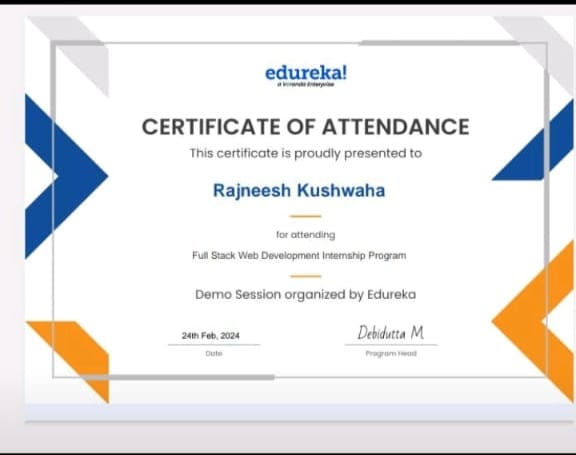 edureka!
a Veranda Enterprise
CERTIFICATE OF ATTENDANCE
This certificate is proudly presented to
Rajneesh Kushwaha
for attending
Full Stack Web Development Internship Program
Demo Session organized by Edureka
24th Feb, 2024
Debidutta M.
Date
Program Head